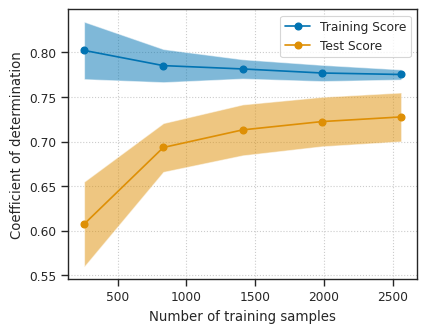 Training Score
Test Score
0.80
0.75
0.70
0.65
0.60
0.55
Coefficient of determination
500
1000
1500
2000
2500
Number of training samples